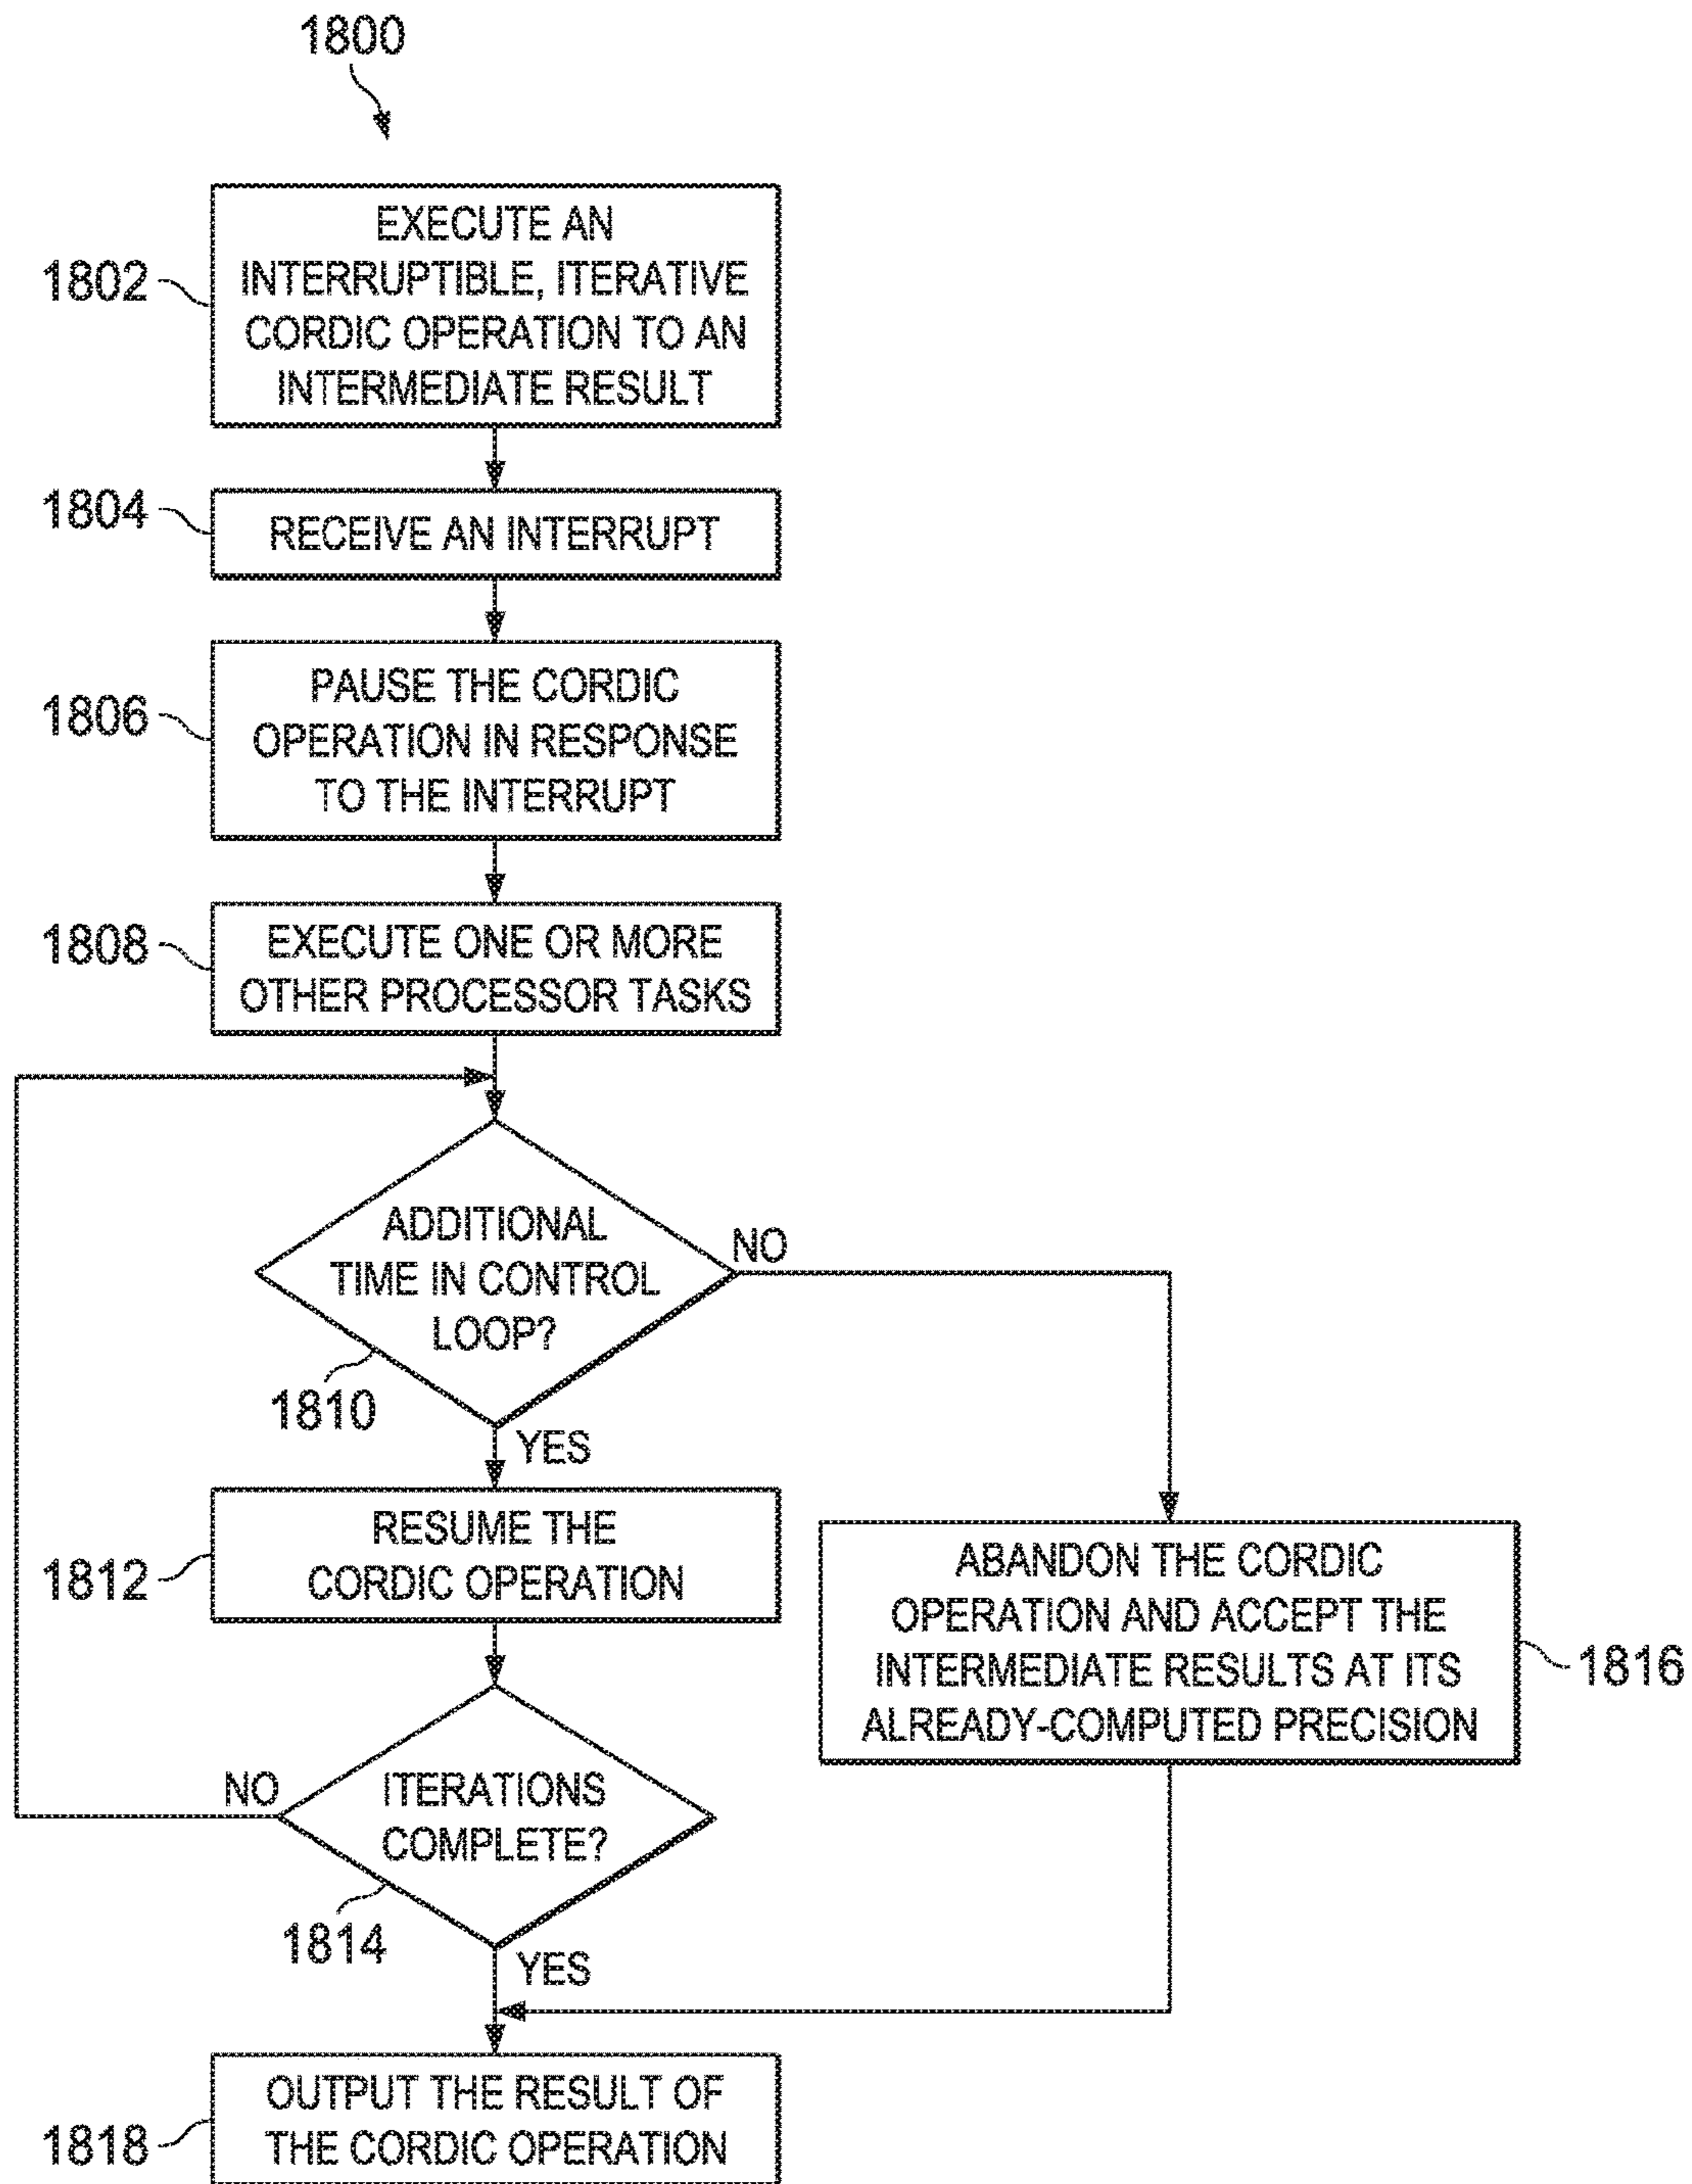 1800
1802
EXECUTE AN
INTERRUPTIBLE, ITERATIVE
CORDIC OPERATION TO AN
INTERMEDIATE RESULT
1804
RECEIVE AN INTERRUPT
1806
PAUSE THE CORDIC
OPERATION IN RESPONSE
TO THE INTERRUPT
1808
EXECUTE ONE OR MORE
OTHER PROCESSOR TASKS
ADDITIONAL
TIME IN CONTROL
LOOP?
1810
NO
YES
1812
RESUME THE
CORDIC OPERATION
ABANDON THE CORDIC
OPERATION AND ACCEPT THE
INTERMEDIATE RESULTS AT ITS
ALREADY-COMPUTED PRECISION
1816
NO
ITERATIONS
COMPLETE?
1814
YES
1818
OUTPUT THE RESULT OF
THE CORDIC OPERATION